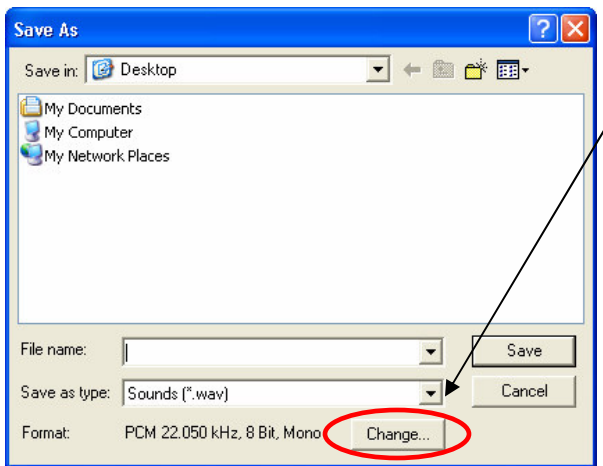 Save As
Save in: Desktop
My Documents
My Computer
My Network Places
File name: Save
Save as type: Sounds (*.wav) Cancel
Format: PCM 22.050 kHz, 8 Bit, Mono Change...